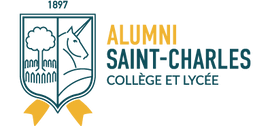 1897
ALUMNI
SAINT-CHARLES
COLLÈGE ET LYCÉE